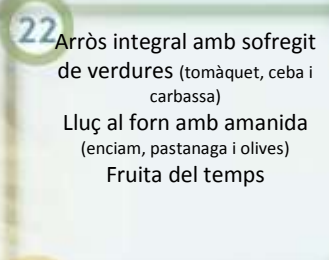 22
Arròs integral amb sofregit
de verdures (tomàquet, ceba i
carbassa)
Lluç al forn amb amanida
(enciam, pastanaga i olives)
Fruita del temps